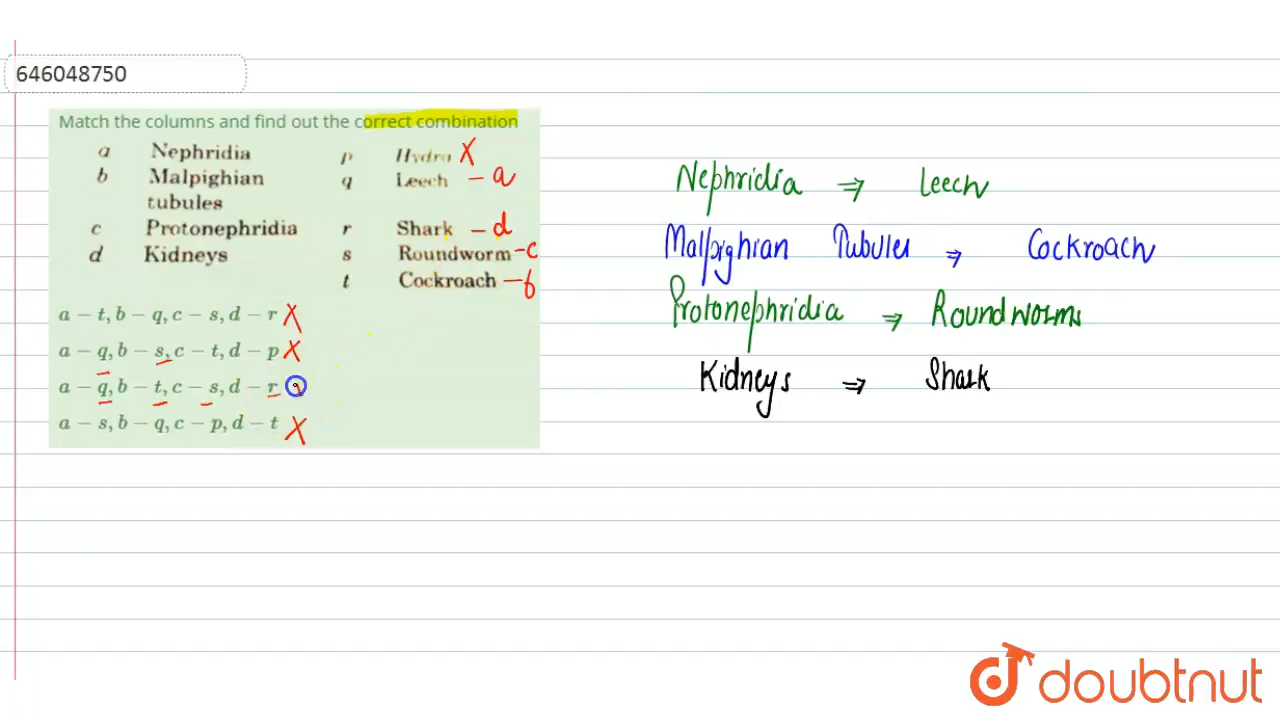 646048750
Match the columns and find out the correct combination
a Nephridia p Hydra X
b Malpighian tubules q Leech - a
c Protonephridia r Shark - d
d Kidneys s Roundworm - c
t Cockroach - b
a - t, b - q, c - s, d - r X
a - q, b - s, c - t, d - p X
a - q, b - t, c - s, d - r
a - s, b - q, c - p, d - t X
Nephridia ⇒ Leech
Malpighian Tubules ⇒ Cockroach
Protonephridia ⇒ Roundworms
Kidneys ⇒ Shark
doubtnut